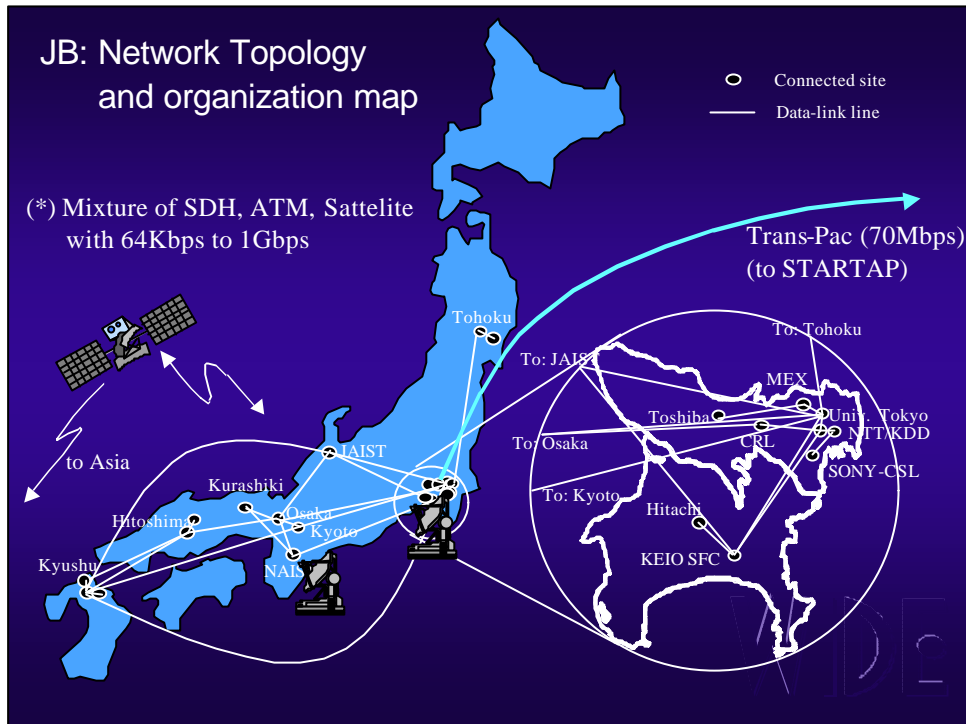 JB: Network Topology
and organization map
Connected site
Data-link line
(*) Mixture of SDH, ATM, Sattelite
with 64Kbps to 1Gbps
Trans-Pac (70Mbps)
(to STARTAP)
Tohoku
To: Tohoku
To: JAIST
MEX
Toshiba
Univ. Tokyo
To: Osaka
CRL
NTT/KDD
JAIST
SONY-CSL
to Asia
Kurashiki
To: Kyoto
Osaka
Hitoshima
Kyoto
Hitachi
Kyushu
NAIS
KEIO SFC
WIDE